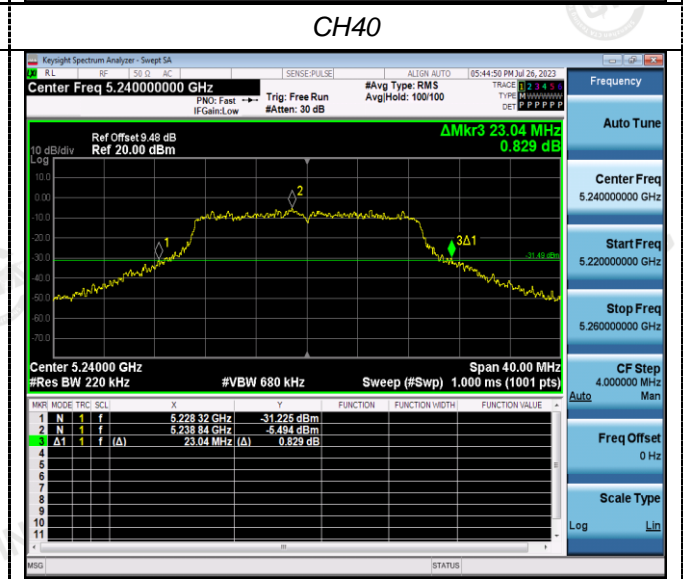 CH40
Keysight Spectrum Analyzer - Swept SA
RL RF 50 Ω AC SENSE:PULSE ALIGN AUTO 05:44:50 PM Jul 26, 2023
Center Freq 5.240000000 GHz #Avg Type: RMS TRACE 1 2 3 4 5 6
PNO: Fast Trig: Free Run Avg|Hold: 100/100 TYPE M WWWWW
IFGain:Low #Atten: 30 dB DET P P P P P P
Ref Offset 9.48 dB ΔMkr3 23.04 MHz
10 dB/div Ref 20.00 dBm 0.829 dB
Log
10.0
0.00
-10.0
-20.0
-30.0
-50.0
-60.0
-70.0
1
2
3Δ1
-31.49 dBm
Center 5.24000 GHz Span 40.00 MHz
#Res BW 220 kHz #VBW 680 kHz Sweep (#Swp) 1.000 ms (1001 pts)
MKR MODE TRC SCL X Y FUNCTION FUNCTION WIDTH FUNCTION VALUE
1 N 1 f 5.228 32 GHz -31.225 dBm
2 N 1 f 5.238 84 GHz -5.494 dBm
3 Δ1 1 f (Δ) 23.04 MHz (Δ) 0.829 dB
4
5
6
7
8
9
10
11
MSG STATUS
Frequency
Auto Tune
Center Freq
5.240000000 GHz
Start Freq
5.220000000 GHz
Stop Freq
5.260000000 GHz
CF Step
4.000000 MHz
Auto Man
Freq Offset
0 Hz
Scale Type
Log Lin